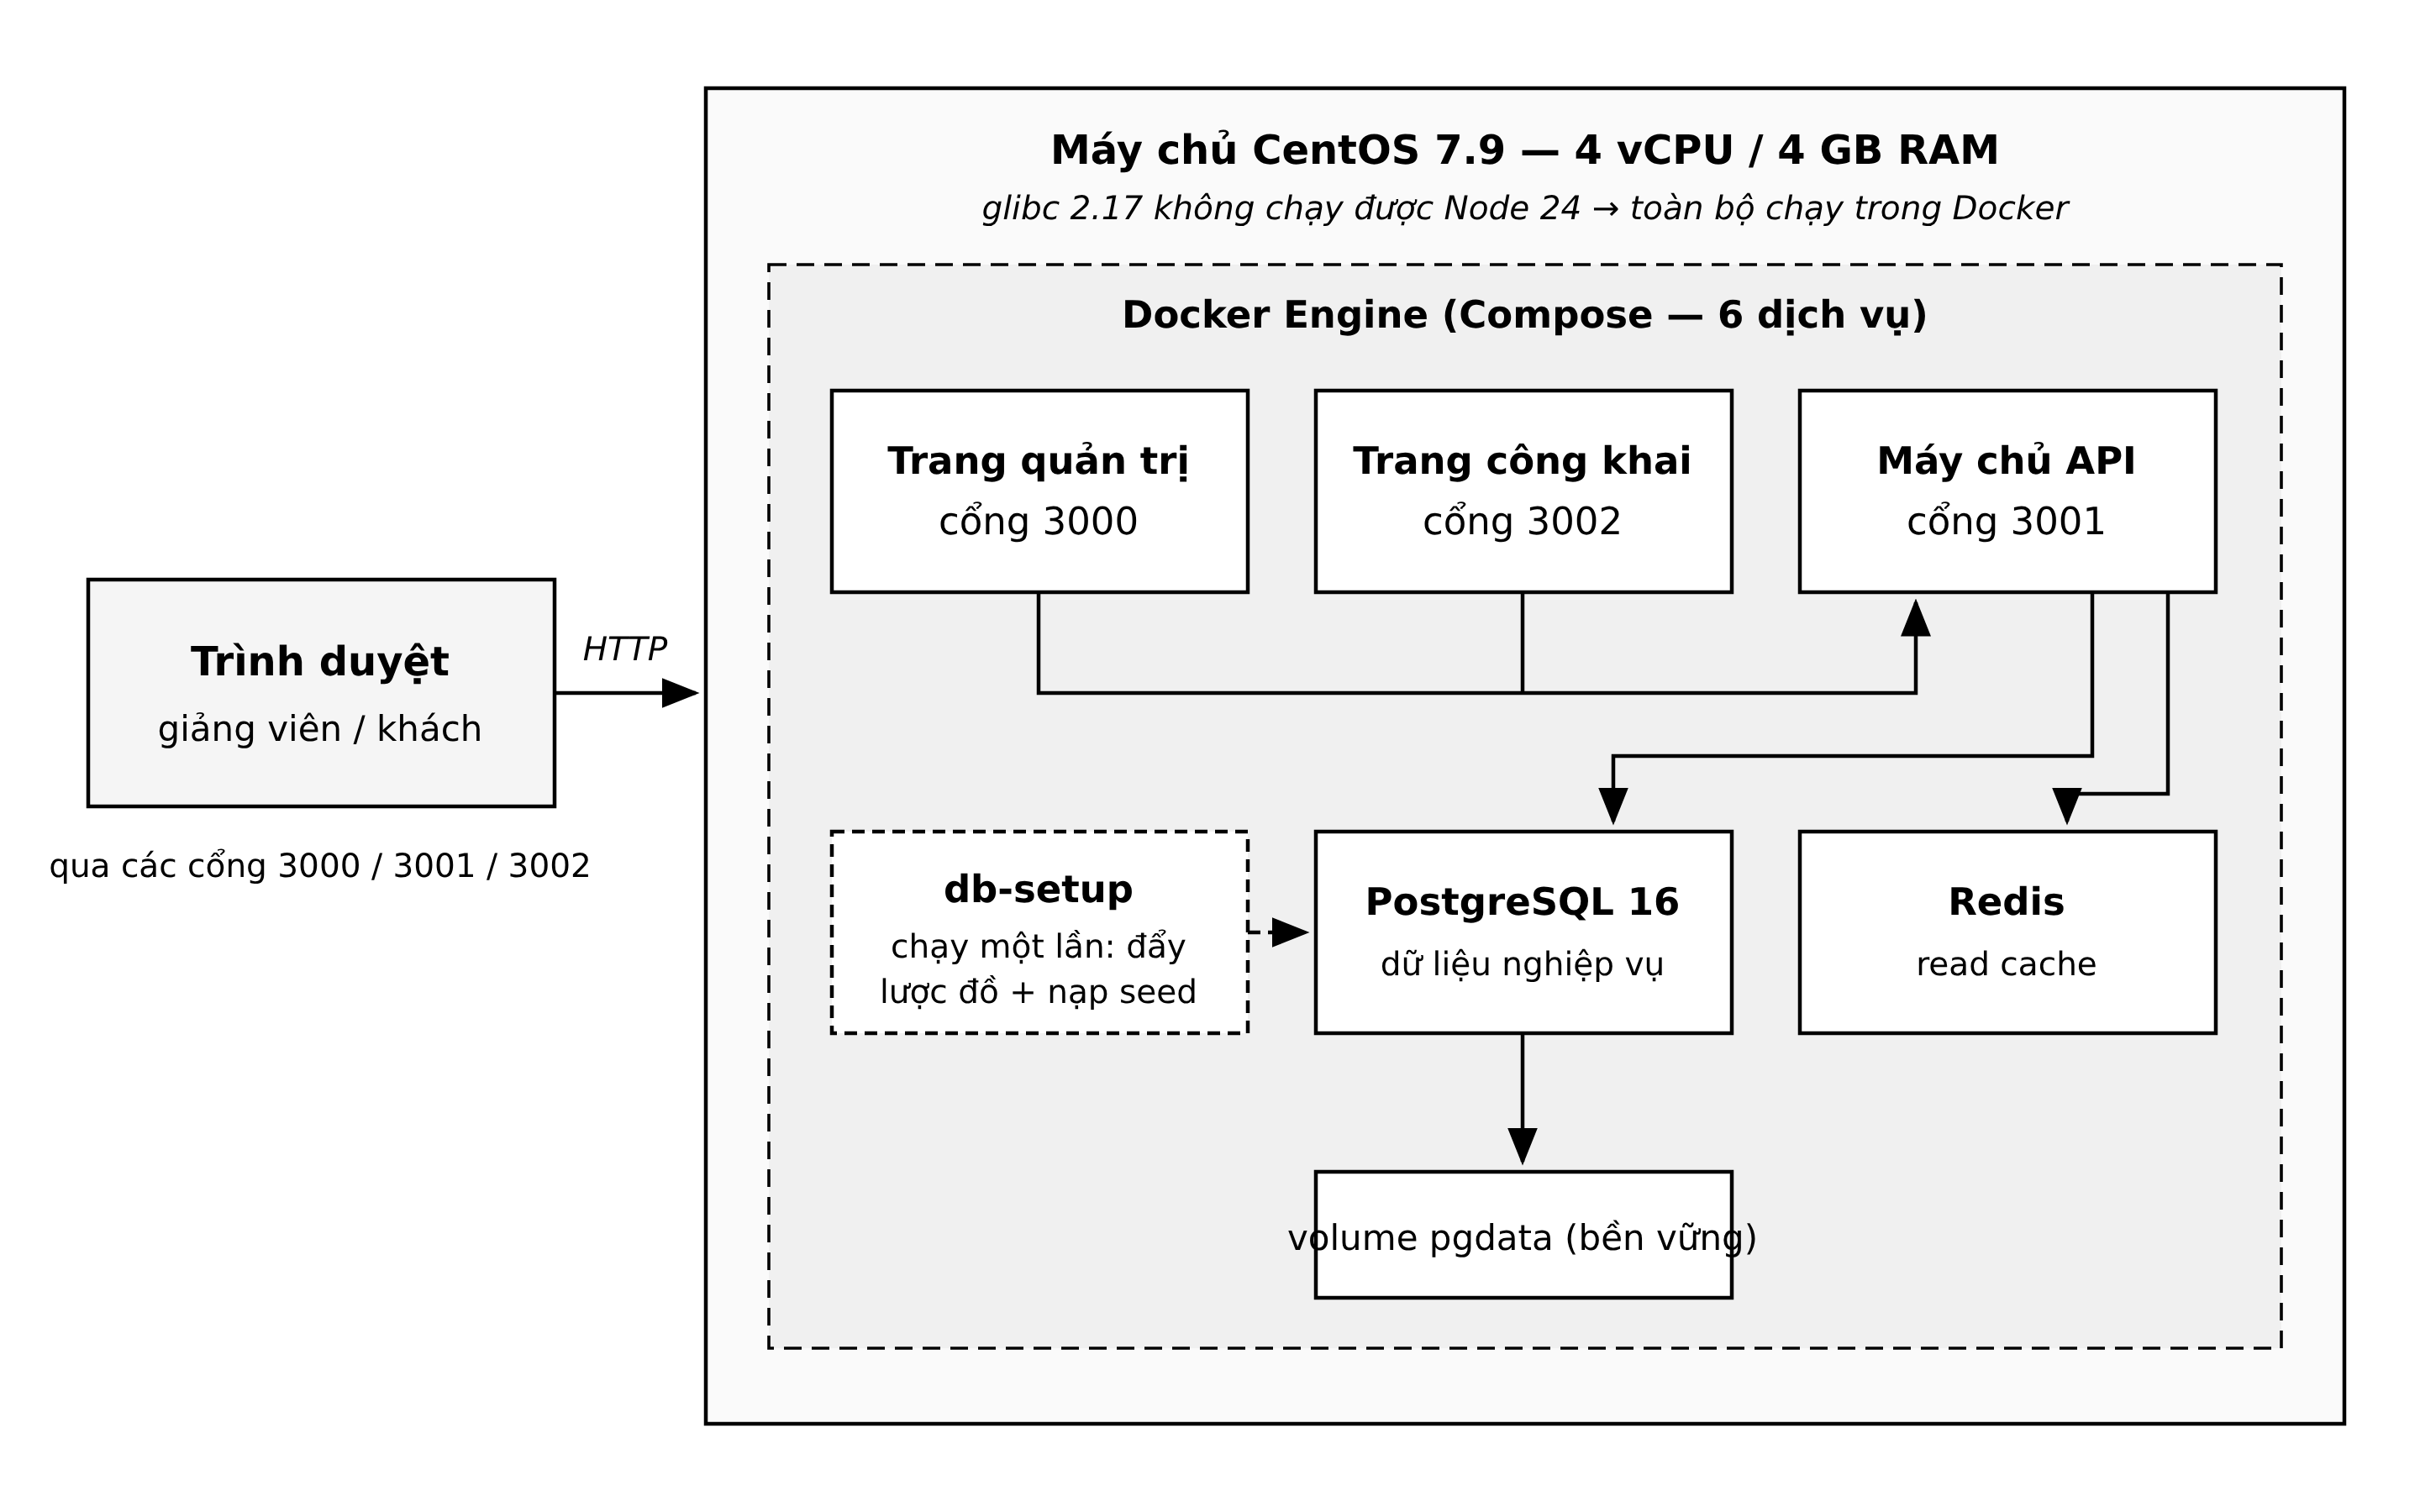 Máy chủ CentOS 7.9 — 4 vCPU / 4 GB RAM
glibc 2.17 không chạy được Node 24 → toàn bộ chạy trong Docker
Docker Engine (Compose — 6 dịch vụ)
Trang quản trị
cổng 3000
Trang công khai
cổng 3002
Máy chủ API
cổng 3001
Trình duyệt
giảng viên / khách
HTTP
qua các cổng 3000 / 3001 / 3002
db-setup
chạy một lần: đẩy
lược đồ + nạp seed
PostgreSQL 16
dữ liệu nghiệp vụ
Redis
read cache
volume pgdata (bền vững)